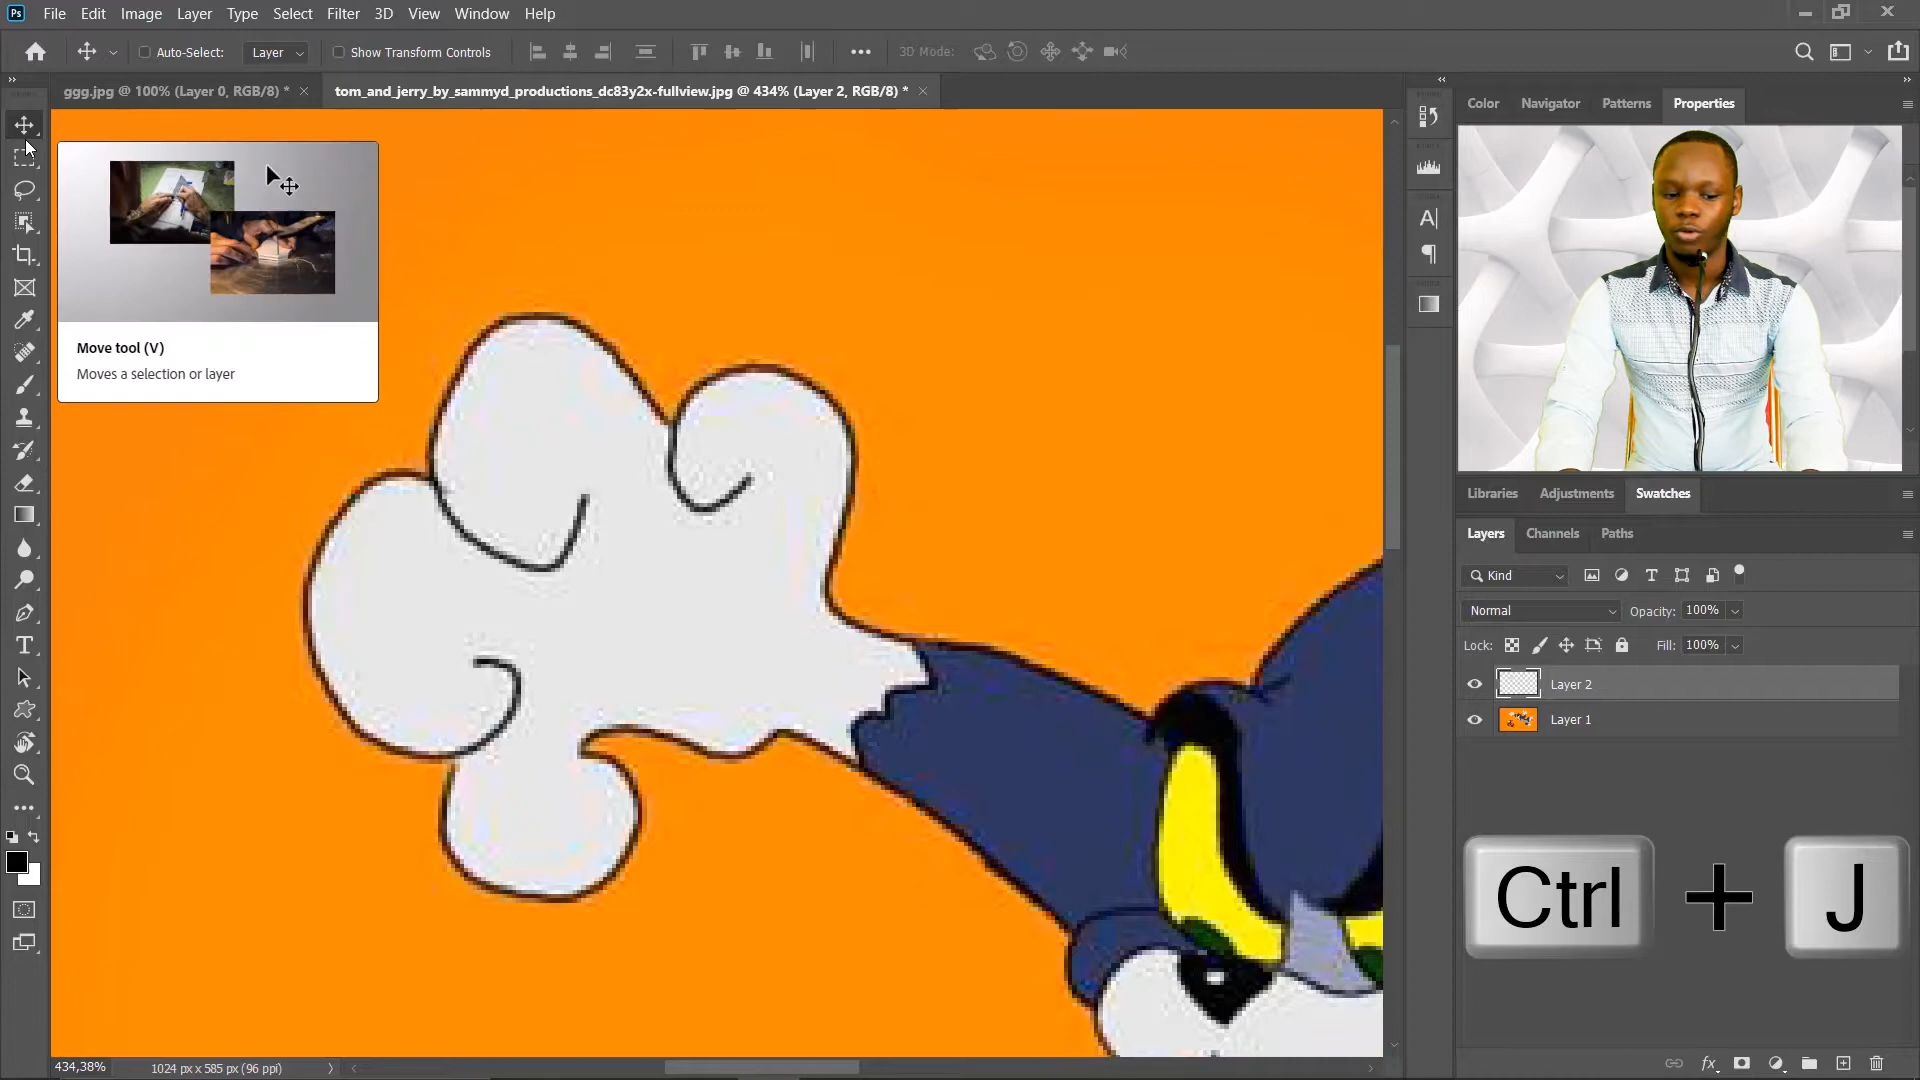 Ps File Edit Image Layer Type Select Filter 3D View Window Help
Auto-Select: Layer Show Transform Controls 3D Mode:
ggg.jpg @ 100% (Layer 0, RGB/8) * tom_and_jerry_by_sammyd_productions_dc83y2x-fullview.jpg @ 434% (Layer 2, RGB/8) *
Color Navigator Patterns Properties
Move tool (V)
Moves a selection or layer
Libraries Adjustments Swatches
Layers Channels Paths
Kind
Normal Opacity: 100%
Lock: Fill: 100%
Layer 2
Layer 1
Ctrl + J
434,38% 1024 px x 585 px (96 ppi)